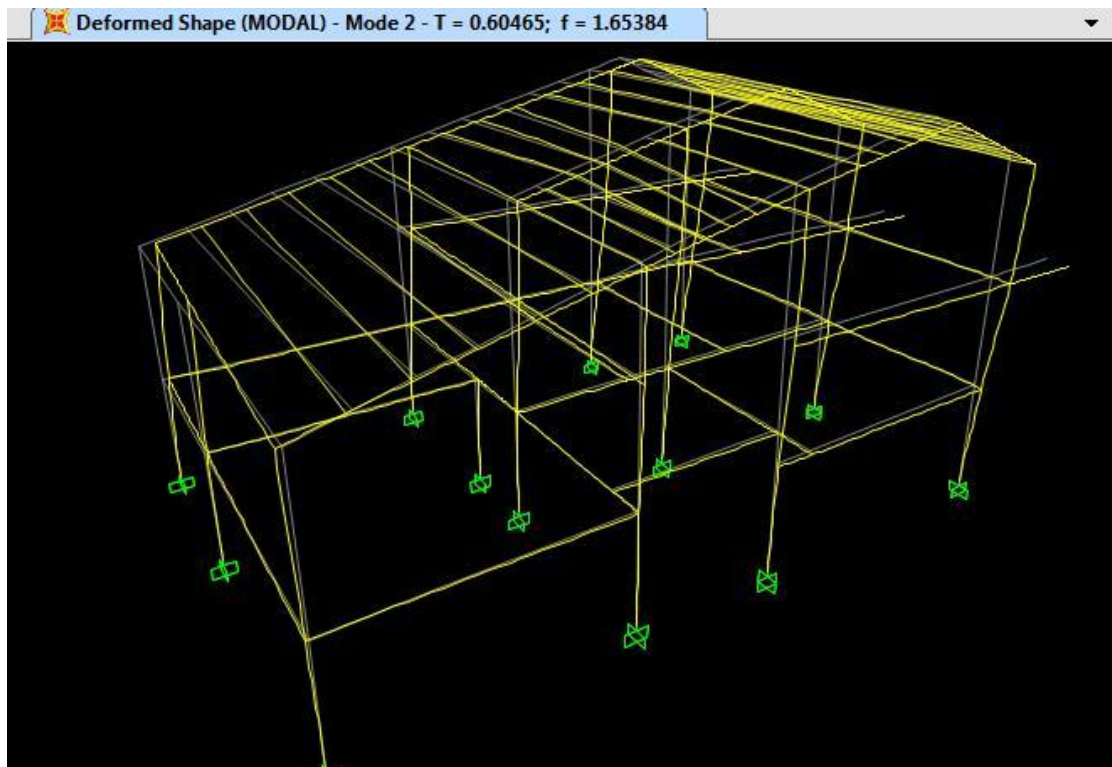 Deformed Shape (MODAL) - Mode 2 - T = 0.60465; f = 1.65384